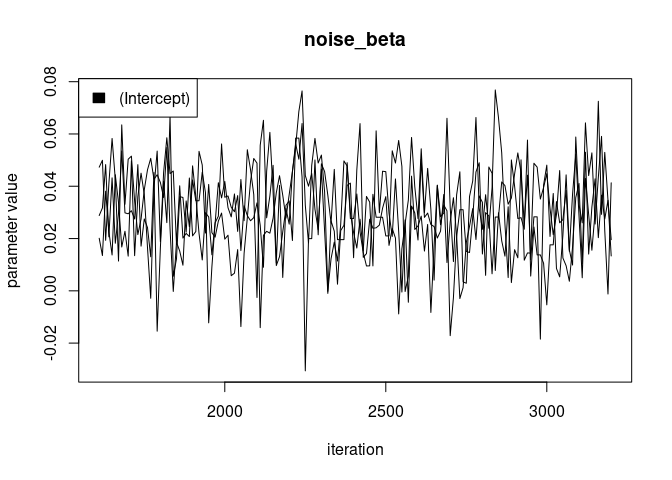 noise_beta
(Intercept)
0.08
0.06
0.04
0.02
0.00
-0.02
parameter value
2000 2500 3000
iteration